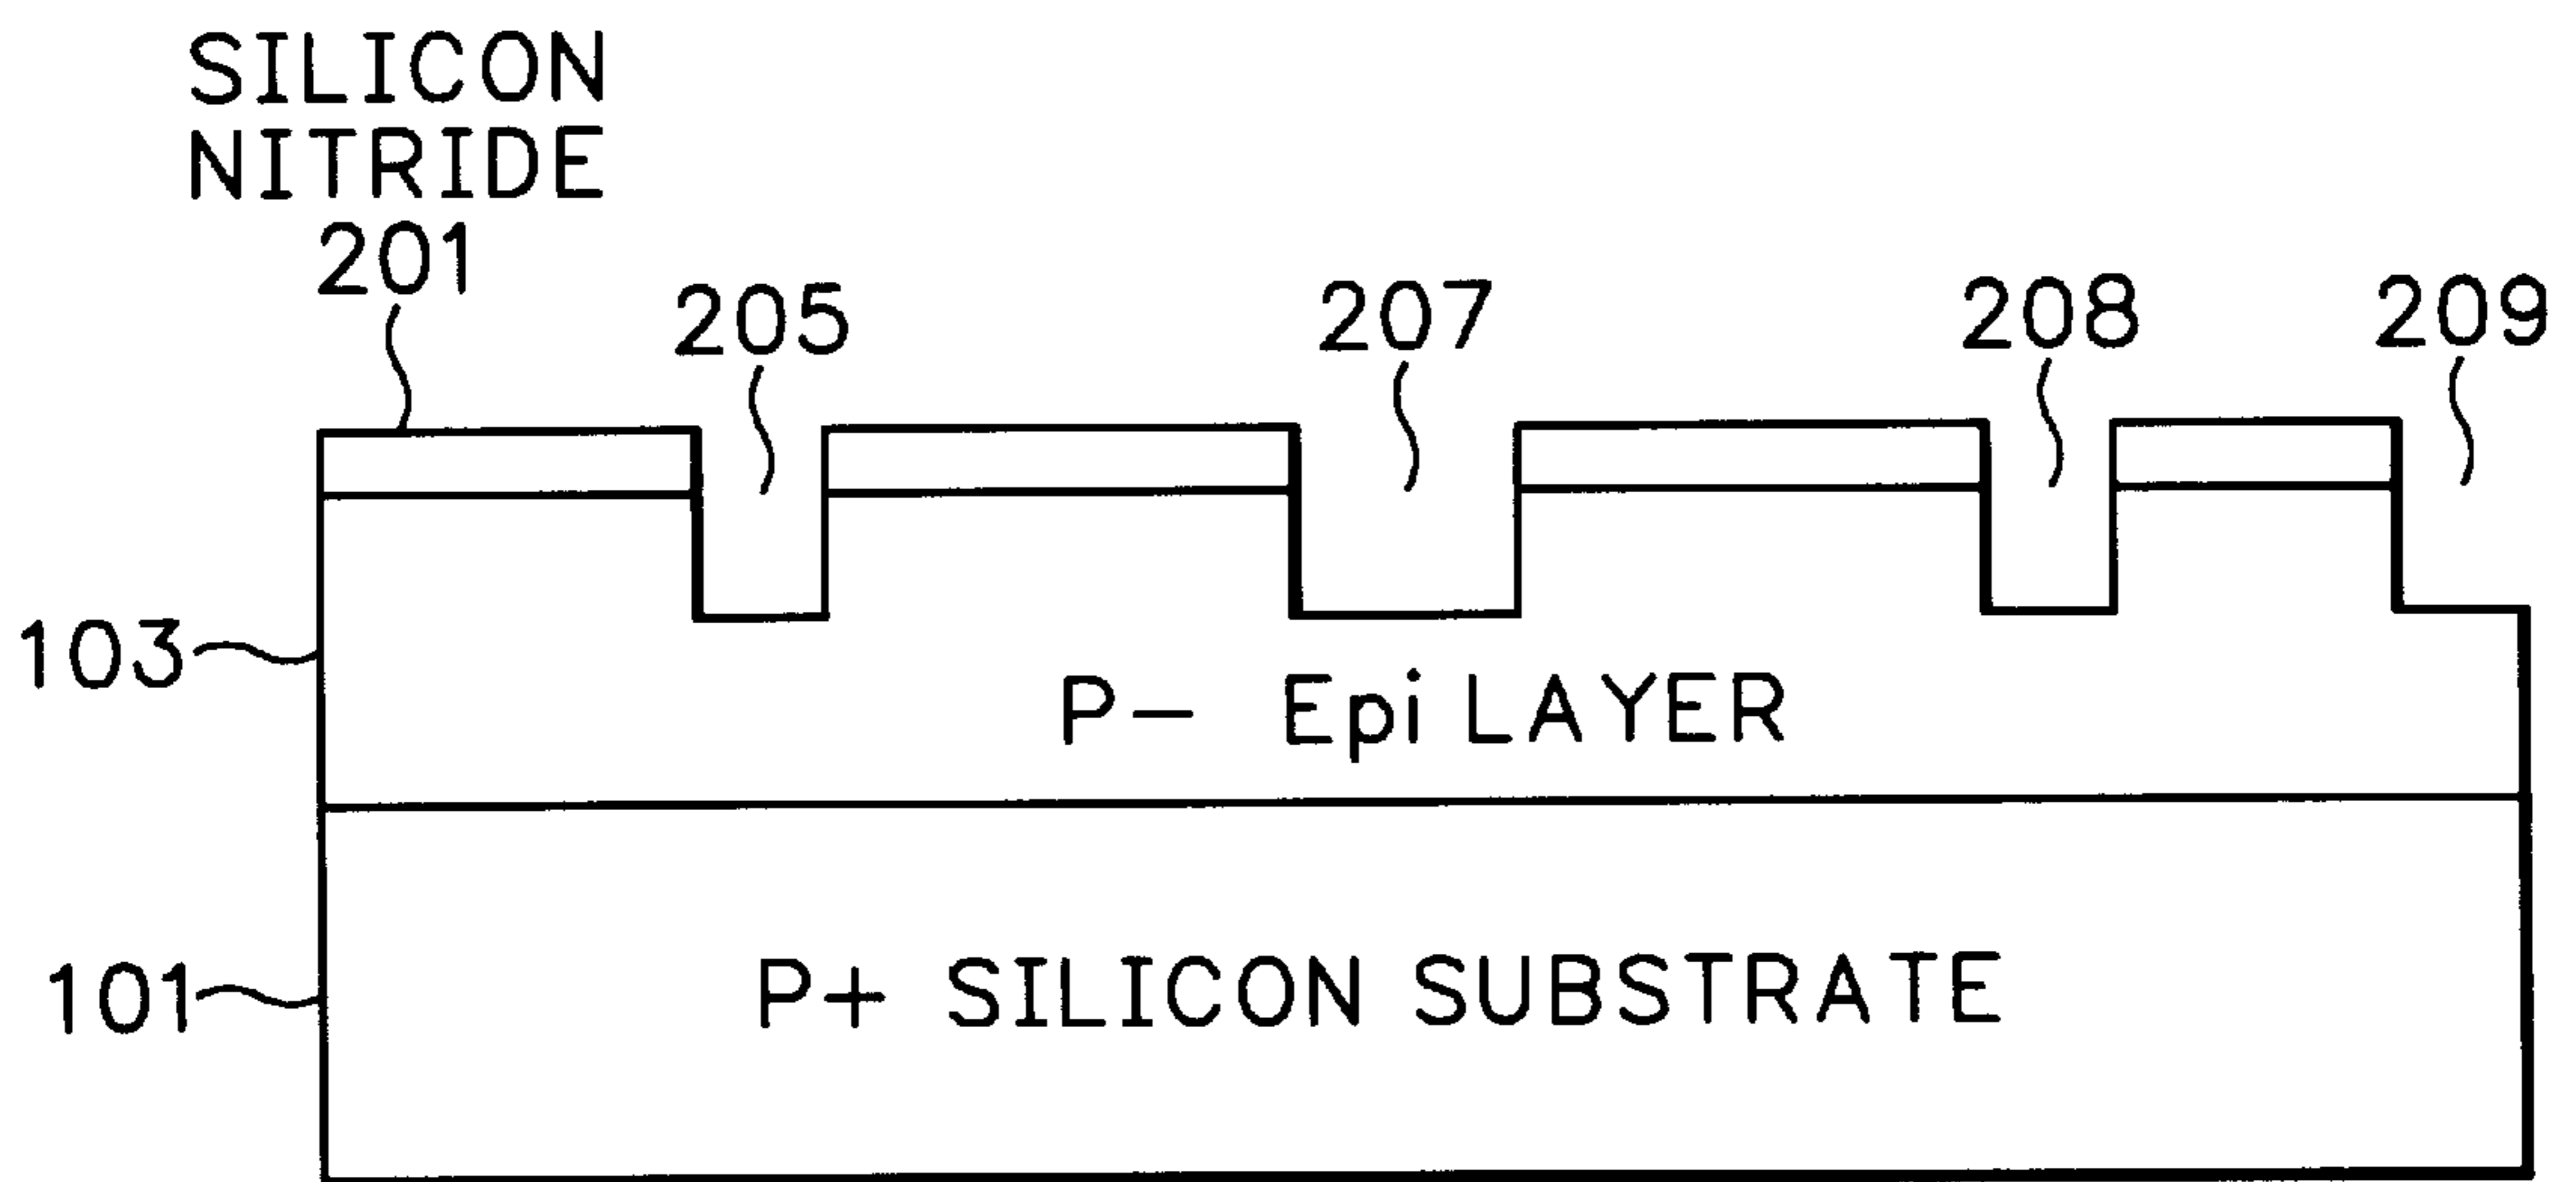 SILICON
NITRIDE
201
205
207
208
209
103
P- Epi LAYER
101
P+ SILICON SUBSTRATE